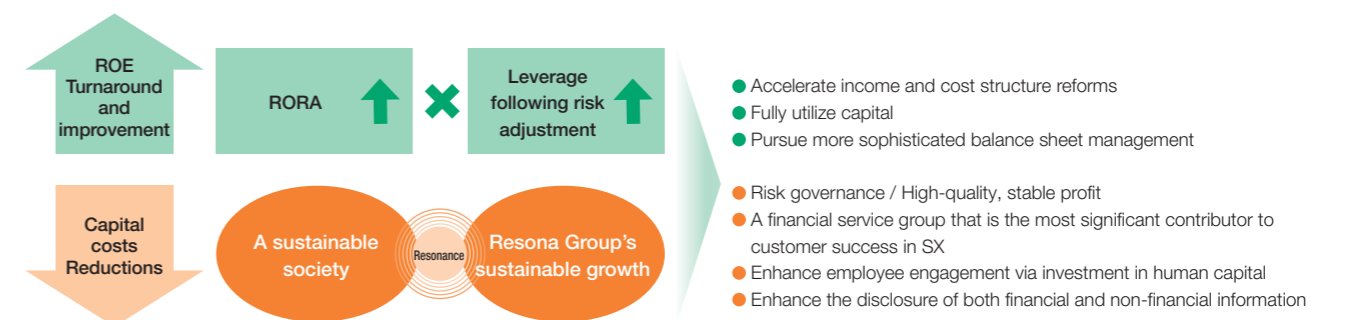 ROE
Turnaround
and
improvement
RORA
Leverage
following risk
adjustment
Accelerate income and cost structure reforms
Fully utilize capital
Pursue more sophisticated balance sheet management
Capital
costs
Reductions
A sustainable
society
Resonance
Resona Group's
sustainable growth
Risk governance / High-quality, stable profit
A financial service group that is the most significant contributor to
customer success in SX
Enhance employee engagement via investment in human capital
Enhance the disclosure of both financial and non-financial information